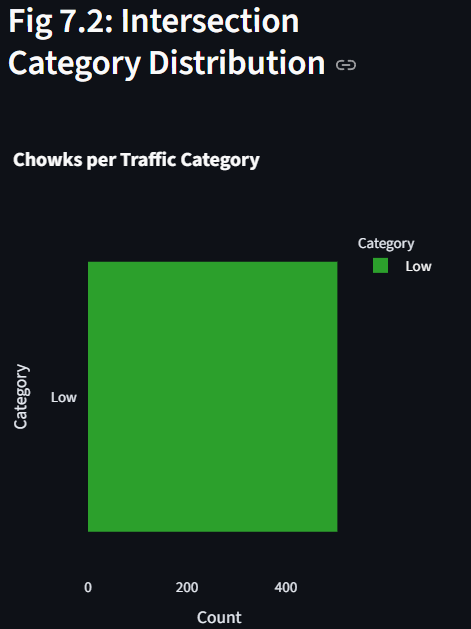 Fig 7.2: Intersection
Category Distribution
Chowks per Traffic Category
Category
Low
Category
Low
0 200 400
Count